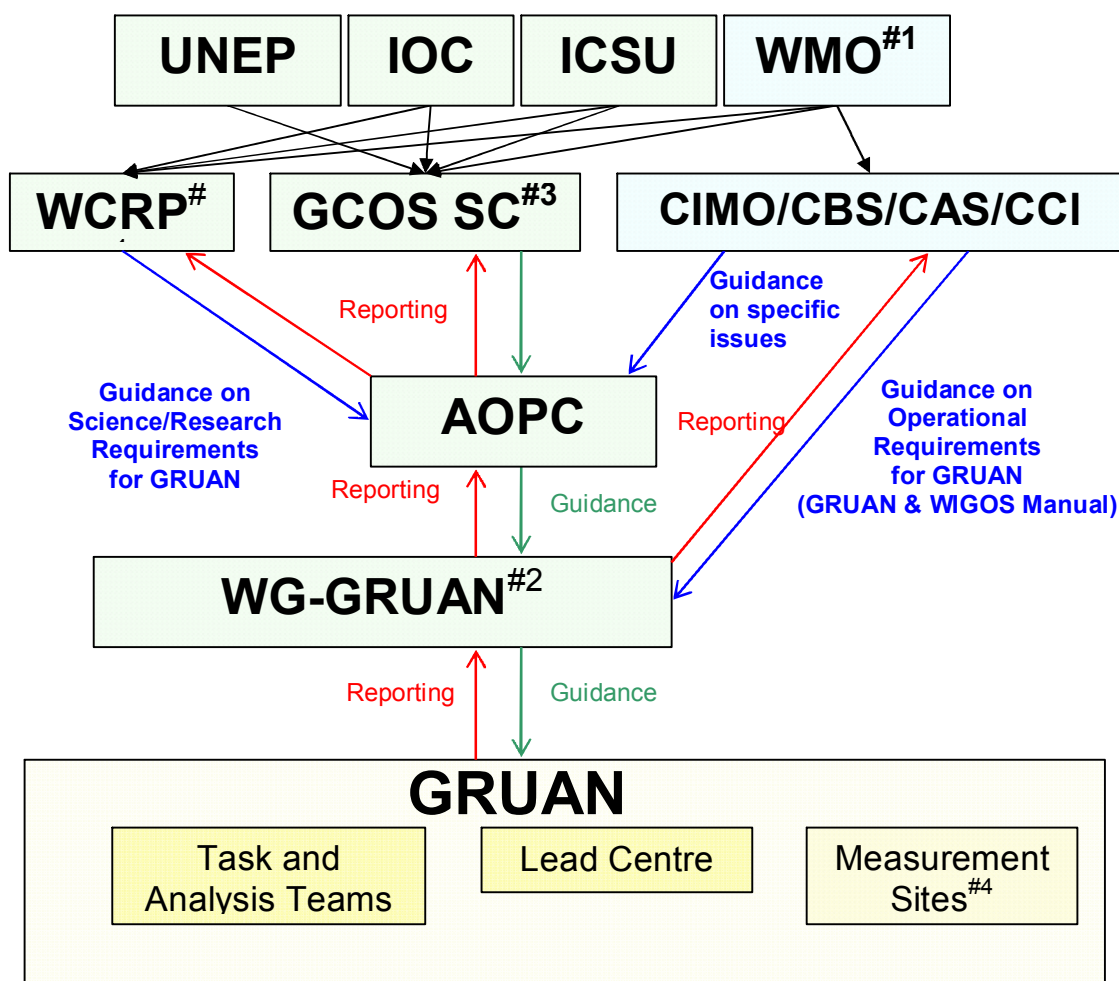 UNEP
IOC
ICSU
WMO#1
WCRP#
GCOS SC#3
CIMO/CBS/CAS/CCI
Reporting
Guidance
on specific
issues
Guidance on
Science/Research
Requirements
for GRUAN
AOPC
Reporting
Guidance on
Operational
Requirements
for GRUAN
(GRUAN & WIGOS Manual)
Reporting
Guidance
WG-GRUAN#2
Reporting
Guidance
GRUAN
Task and
Analysis Teams
Lead Centre
Measurement
Sites#4